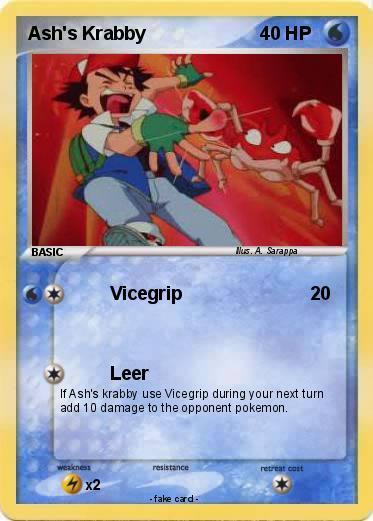 Ash's Krabby 40 HP
BASIC
Illus. A. Sarappa
Vicegrip 20
Leer
If Ash's krabby use Vicegrip during your next turn
add 10 damage to the opponent pokemon.
weakness resistance retreat cost
x2
- fake card -